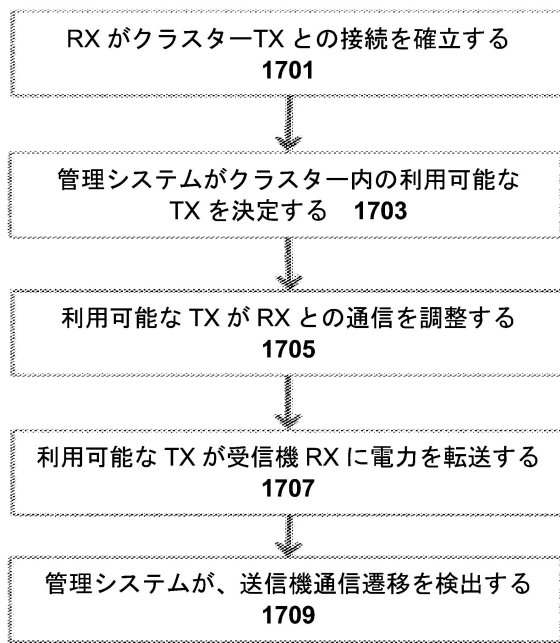 RX がクラスターTX との接続を確立する
1701
管理システムがクラスター内の利用可能な
TX を決定する 1703
利用可能な TX が RX との通信を調整する
1705
利用可能な TX が受信機 RX に電力を転送する
1707
管理システムが、送信機通信遷移を検出する
1709